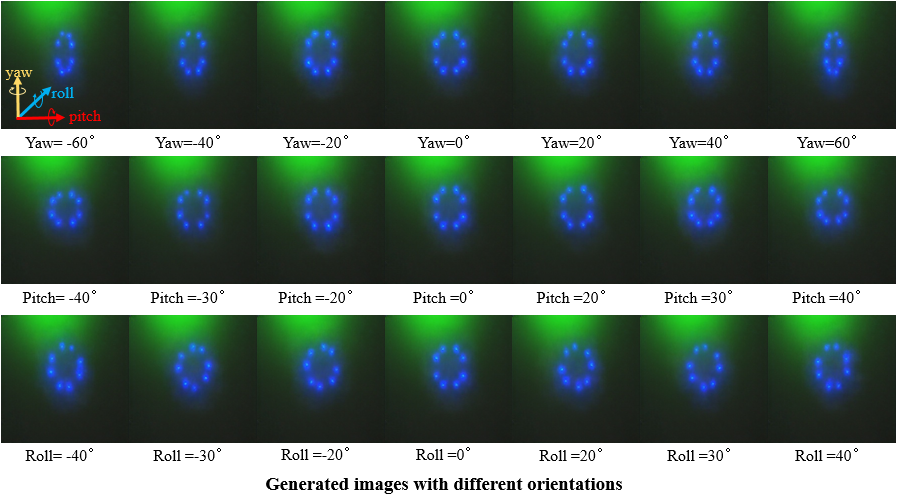 yaw
roll
pitch
Yaw= -60° Yaw=-40° Yaw=-20° Yaw=0° Yaw=20° Yaw=40° Yaw=60°
Pitch= -40° Pitch =-30° Pitch =-20° Pitch =0° Pitch =20° Pitch =30° Pitch =40°
Roll= -40° Roll =-30° Roll =-20° Roll =0° Roll =20° Roll =30° Roll =40°
Generated images with different orientations